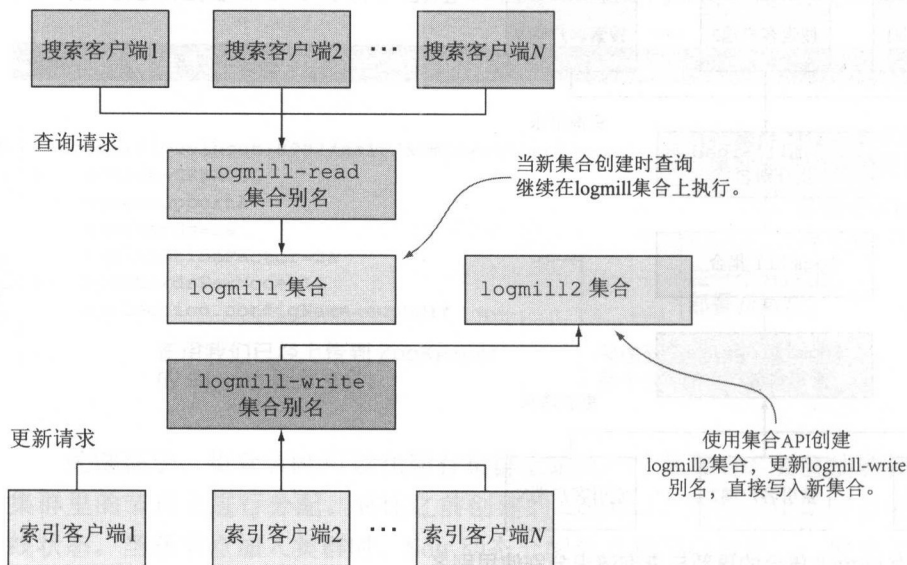 搜索客户端1 搜索客户端2 ··· 搜索客户端N
查询请求
logmill-read
集合别名
当新集合创建时查询
继续在logmill集合上执行。
logmill 集合
logmill2 集合
logmill-write
集合别名
更新请求
使用集合API创建
logmill2集合，更新logmill-write
别名，直接写入新集合。
索引客户端1 索引客户端2 ··· 索引客户端N